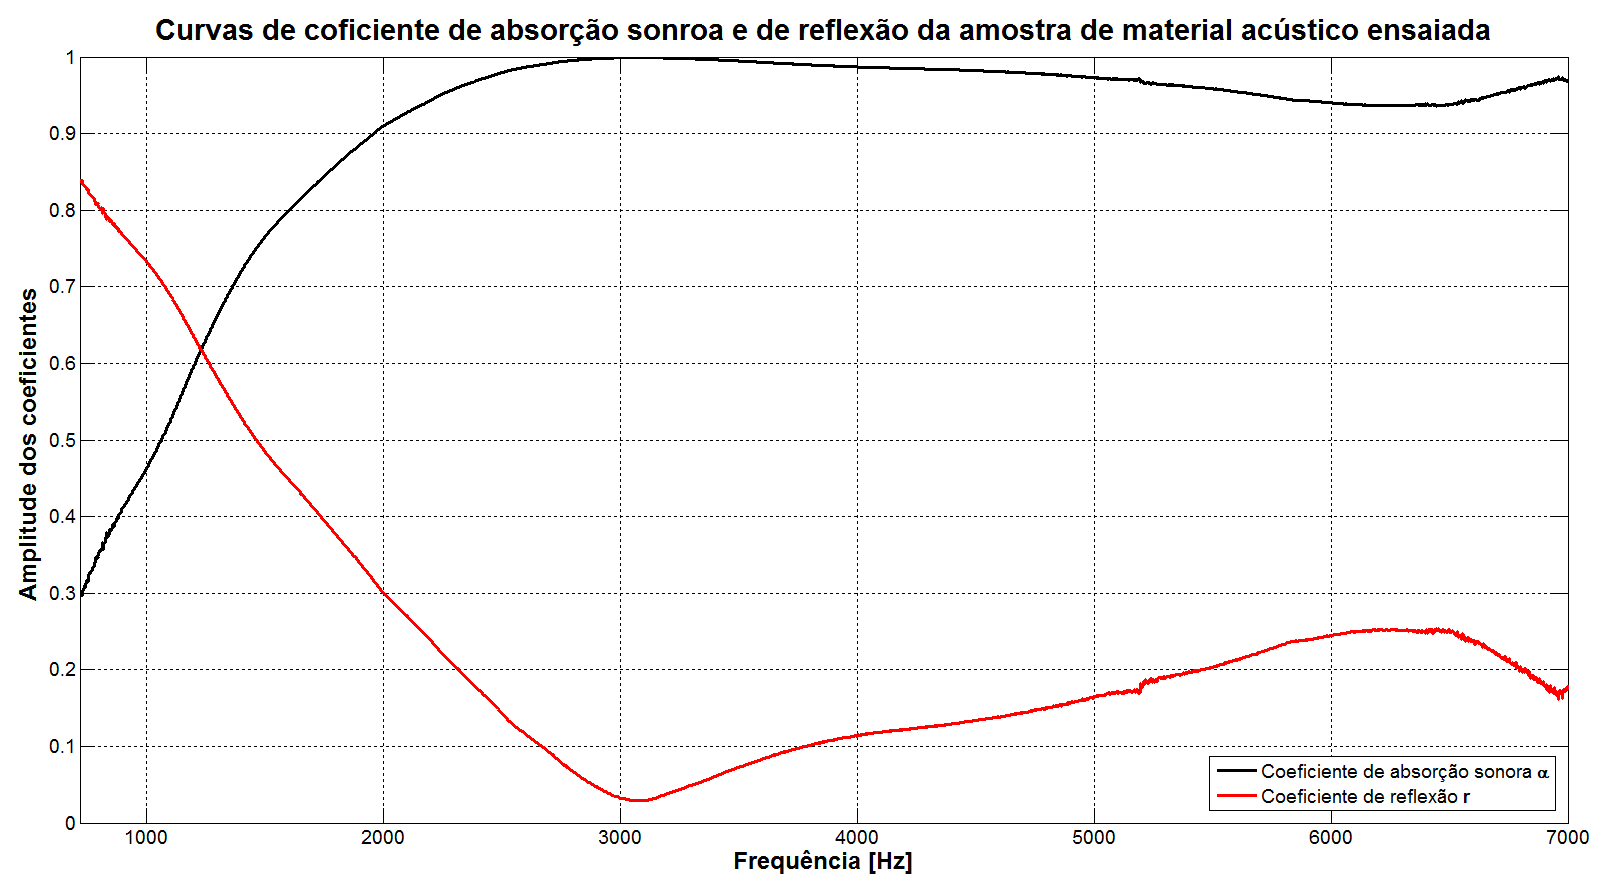 Curvas de coficiente de absorção sonroa e de reflexão da amostra de material acústico ensaiada
Amplitude dos coeficientes
1
0.9
0.8
0.7
0.6
0.5
0.4
0.3
0.2
0.1
0
Coeficiente de absorção sonora α
Coeficiente de reflexão r
1000 2000 3000 4000 5000 6000 7000
Frequência [Hz]